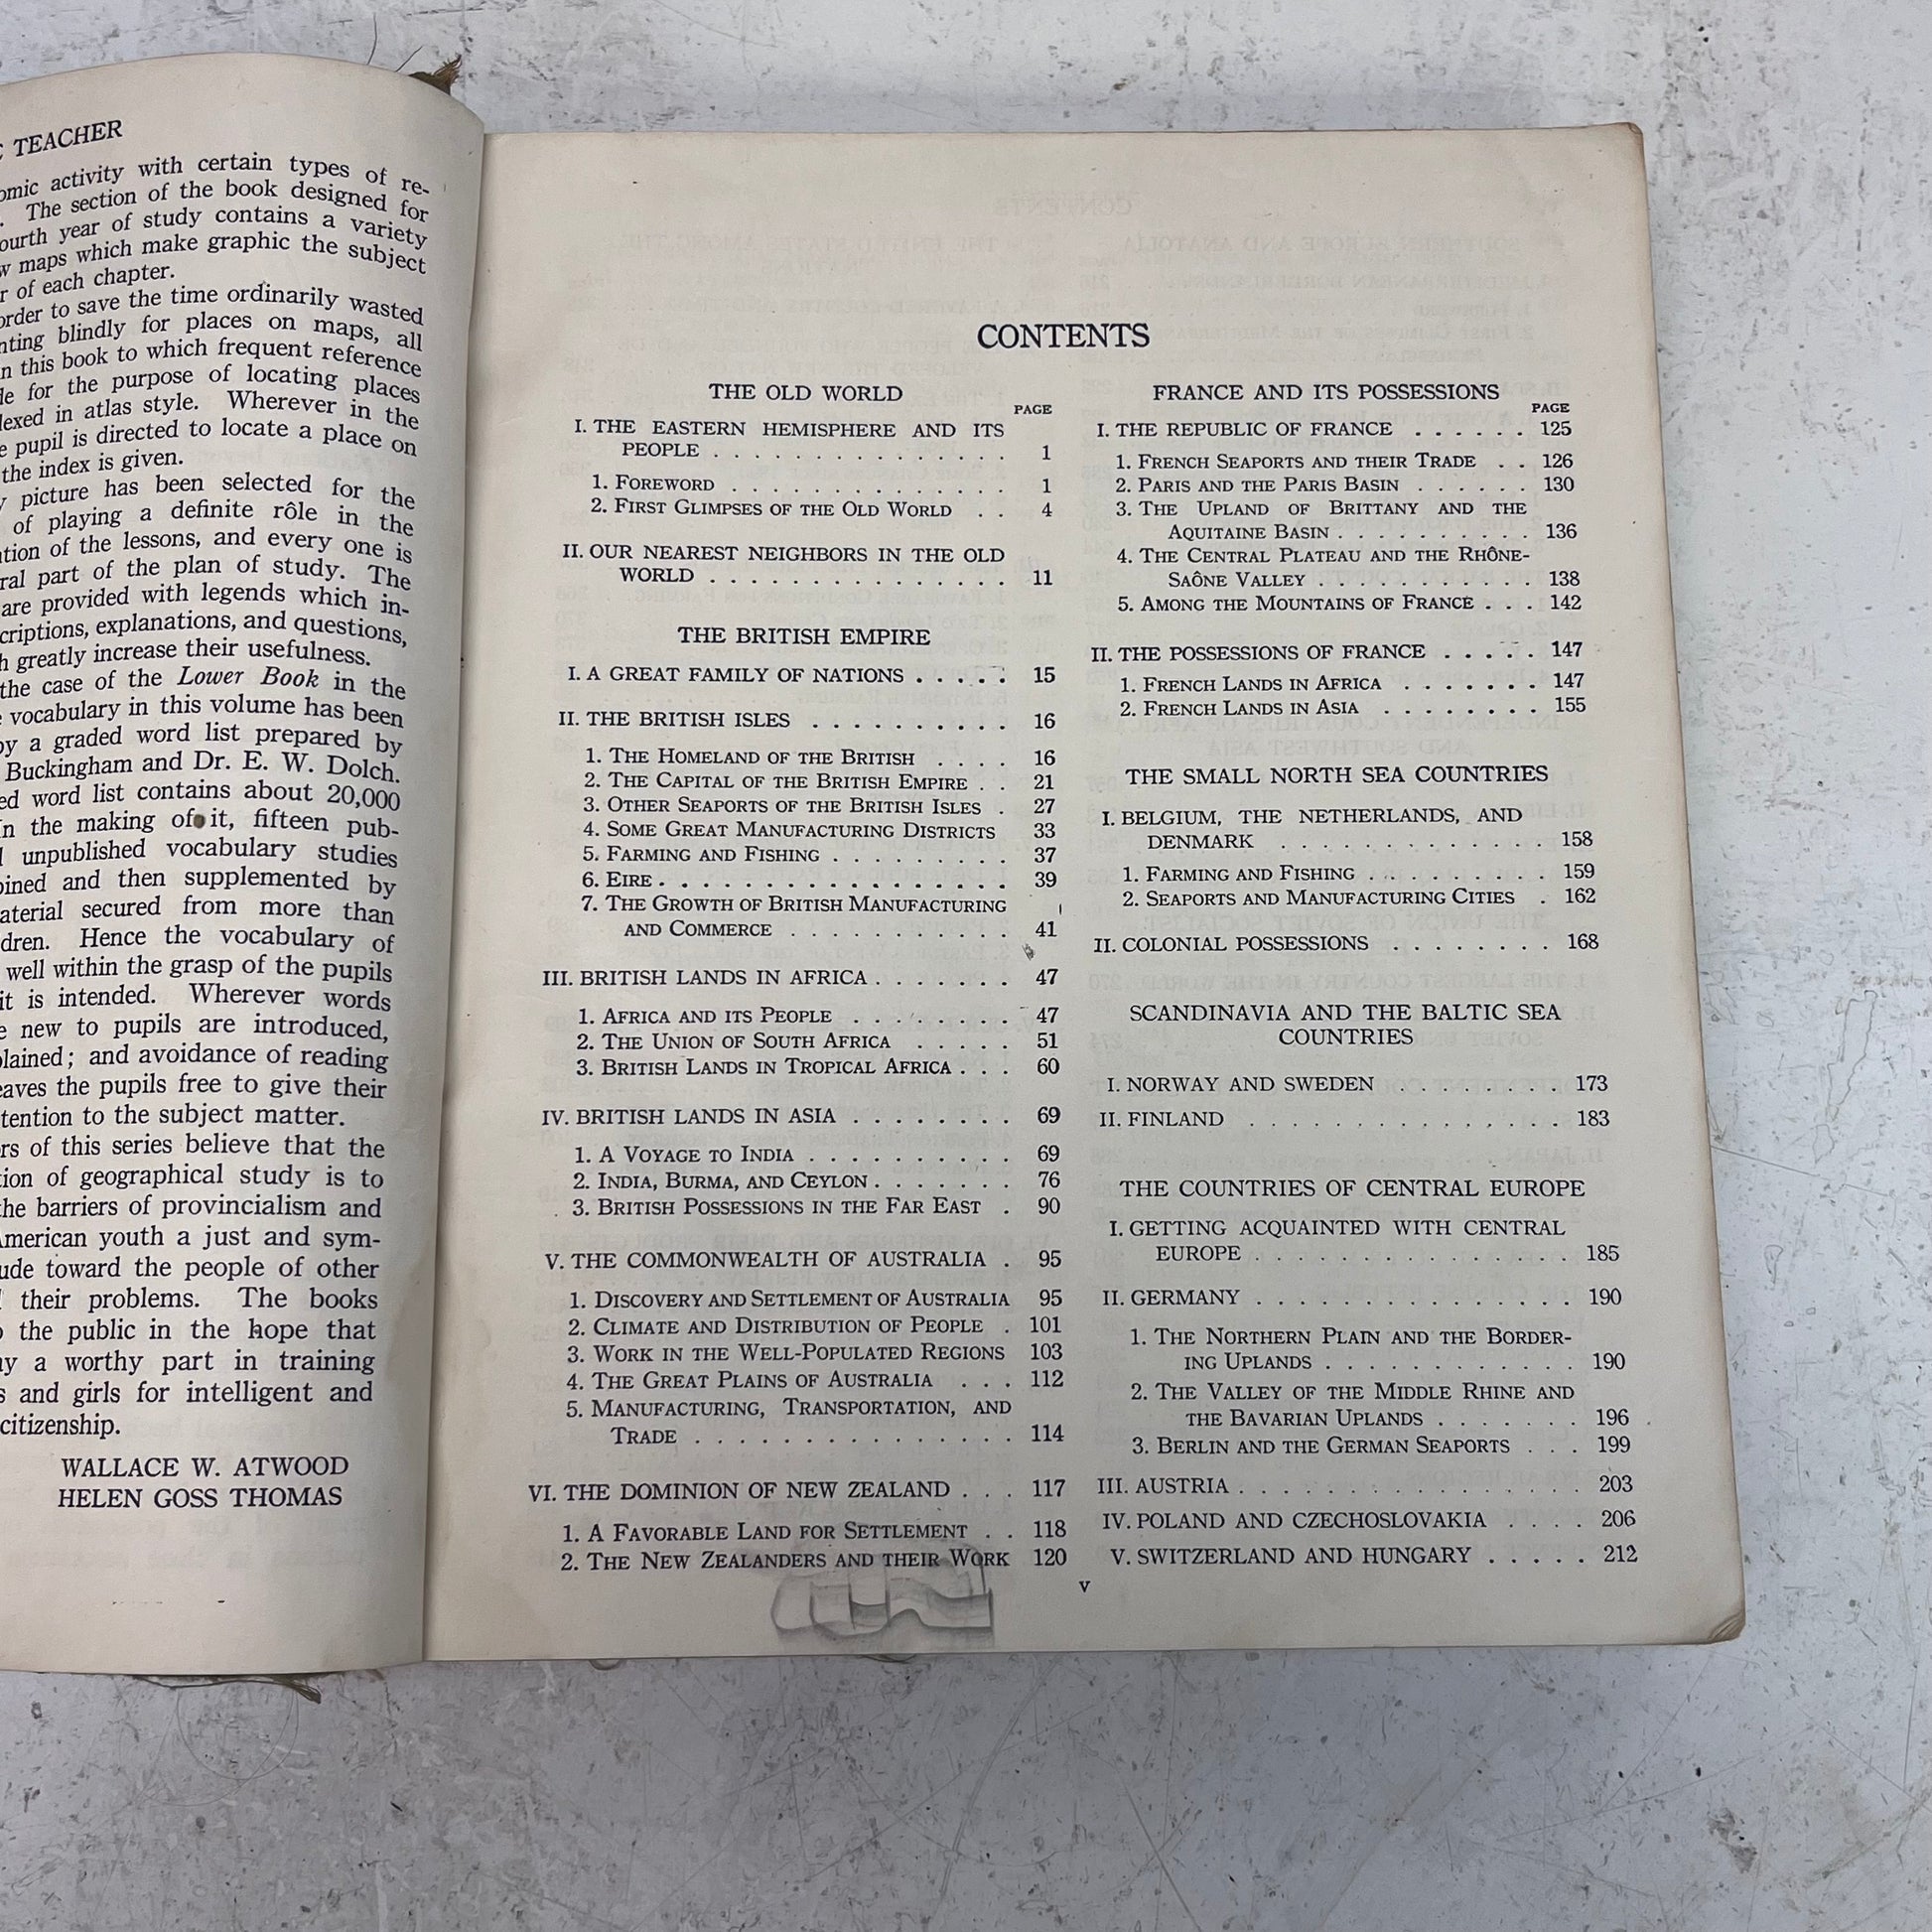 TEACHER
omic activity with certain types of re-
. The section of the book designed for
ourth year of study contains a variety
w maps which make graphic the subject
r of each chapter.
order to save the time ordinarily wasted
nting blindly for places on maps, all
in this book to which frequent reference
de for the purpose of locating places
lexed in atlas style. Wherever in the
e pupil is directed to locate a place on
the index is given.
y picture has been selected for the
of playing a definite rôle in the
ation of the lessons, and every one is
ral part of the plan of study. The
are provided with legends which in-
criptions, explanations, and questions,
h greatly increase their usefulness.
the case of the Lower Book in the
e vocabulary in this volume has been
by a graded word list prepared by
Buckingham and Dr. E. W. Dolch.
ed word list contains about 20,000
In the making of it, fifteen pub-
d unpublished vocabulary studies
bined and then supplemented by
aterial secured from more than
dren. Hence the vocabulary of
well within the grasp of the pupils
it is intended. Wherever words
e new to pupils are introduced,
plained; and avoidance of reading
eaves the pupils free to give their
ttention to the subject matter.
rs of this series believe that the
tion of geographical study is to
the barriers of provincialism and
American youth a just and sym-
ude toward the people of other
d their problems. The books
o the public in the hope that
ay a worthy part in training
s and girls for intelligent and
citizenship.
WALLACE W. ATWOOD
HELEN GOSS THOMAS
CONTENTS
THE OLD WORLD
PAGE
I. THE EASTERN HEMISPHERE AND ITS
PEOPLE . . . . . . . . . . . . . . 1
1. FOREWORD . . . . . . . . . . . . . 1
2. FIRST GLIMPSES OF THE OLD WORLD . . 4
II. OUR NEAREST NEIGHBORS IN THE OLD
WORLD . . . . . . . . . . . . . . 11
THE BRITISH EMPIRE
I. A GREAT FAMILY OF NATIONS . . . . . 15
II. THE BRITISH ISLES . . . . . . . . . . 16
1. THE HOMELAND OF THE BRITISH . . . . 16
2. THE CAPITAL OF THE BRITISH EMPIRE . . 21
3. OTHER SEAPORTS OF THE BRITISH ISLES . 27
4. SOME GREAT MANUFACTURING DISTRICTS 33
5. FARMING AND FISHING . . . . . . . . . 37
6. EIRE . . . . . . . . . . . . . . . . . 39
7. THE GROWTH OF BRITISH MANUFACTURING
AND COMMERCE . . . . . . . . . . . 41
III. BRITISH LANDS IN AFRICA . . . . . . . 47
1. AFRICA AND ITS PEOPLE . . . . . . . . 47
2. THE UNION OF SOUTH AFRICA . . . . . 51
3. BRITISH LANDS IN TROPICAL AFRICA . . . 60
IV. BRITISH LANDS IN ASIA . . . . . . . . 69
1. A VOYAGE TO INDIA . . . . . . . . . . 69
2. INDIA, BURMA, AND CEYLON . . . . . . . 76
3. BRITISH POSSESSIONS IN THE FAR EAST . 90
V. THE COMMONWEALTH OF AUSTRALIA . 95
1. DISCOVERY AND SETTLEMENT OF AUSTRALIA 95
2. CLIMATE AND DISTRIBUTION OF PEOPLE . 101
3. WORK IN THE WELL-POPULATED REGIONS 103
4. THE GREAT PLAINS OF AUSTRALIA . . . 112
5. MANUFACTURING, TRANSPORTATION, AND
TRADE . . . . . . . . . . . . . . . . 114
VI. THE DOMINION OF NEW ZEALAND . . . 117
1. A FAVORABLE LAND FOR SETTLEMENT . . 118
2. THE NEW ZEALANDERS AND THEIR WORK 120
FRANCE AND ITS POSSESSIONS
PAGE
I. THE REPUBLIC OF FRANCE . . . . . . 125
1. FRENCH SEAPORTS AND THEIR TRADE . . 126
2. PARIS AND THE PARIS BASIN . . . . . . 130
3. THE UPLAND OF BRITTANY AND THE
AQUITAINE BASIN . . . . . . . . . . 136
4. THE CENTRAL PLATEAU AND THE RHÔNE-
SAÔNE VALLEY . . . . . . . . . . . 138
5. AMONG THE MOUNTAINS OF FRANCE . . . 142
II. THE POSSESSIONS OF FRANCE . . . . . 147
1. FRENCH LANDS IN AFRICA . . . . . . . 147
2. FRENCH LANDS IN ASIA . . . . . . . . 155
THE SMALL NORTH SEA COUNTRIES
I. BELGIUM, THE NETHERLANDS, AND
DENMARK . . . . . . . . . . . . . 158
1. FARMING AND FISHING . . . . . . . . . 159
2. SEAPORTS AND MANUFACTURING CITIES . 162
II. COLONIAL POSSESSIONS . . . . . . . . 168
SCANDINAVIA AND THE BALTIC SEA
COUNTRIES
I. NORWAY AND SWEDEN . . . . . . . . 173
II. FINLAND . . . . . . . . . . . . . . . 183
THE COUNTRIES OF CENTRAL EUROPE
I. GETTING ACQUAINTED WITH CENTRAL
EUROPE . . . . . . . . . . . . . . . 185
II. GERMANY . . . . . . . . . . . . . . . 190
1. THE NORTHERN PLAIN AND THE BORDER-
ING UPLANDS . . . . . . . . . . . . 190
2. THE VALLEY OF THE MIDDLE RHINE AND
THE BAVARIAN UPLANDS . . . . . . . 196
3. BERLIN AND THE GERMAN SEAPORTS . . . 199
III. AUSTRIA . . . . . . . . . . . . . . . . 203
IV. POLAND AND CZECHOSLOVAKIA . . . . 206
V. SWITZERLAND AND HUNGARY . . . . . 212
v